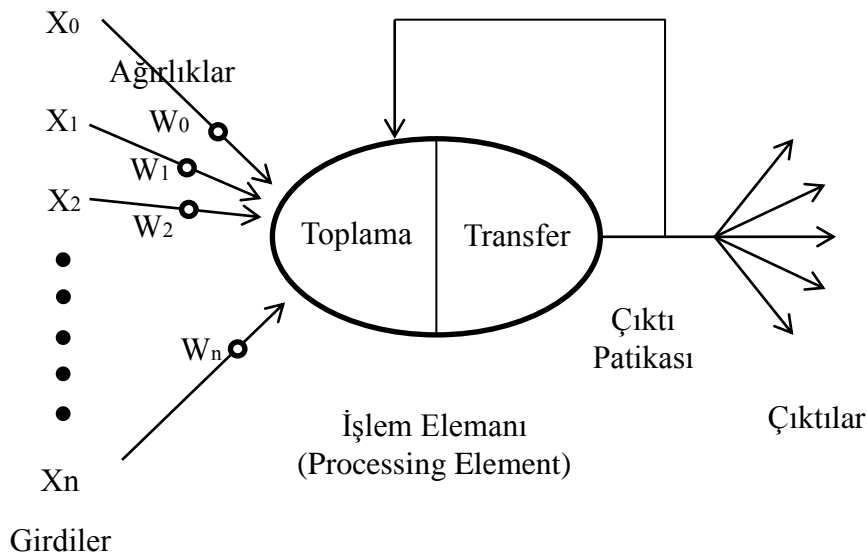 X0
Ağırlıklar
W0
X1
W1
X2
W2
Toplama
Transfer
Wn
Çıktı
Patikası
Çıktılar
İşlem Elemanı
(Processing Element)
Xn
Girdiler